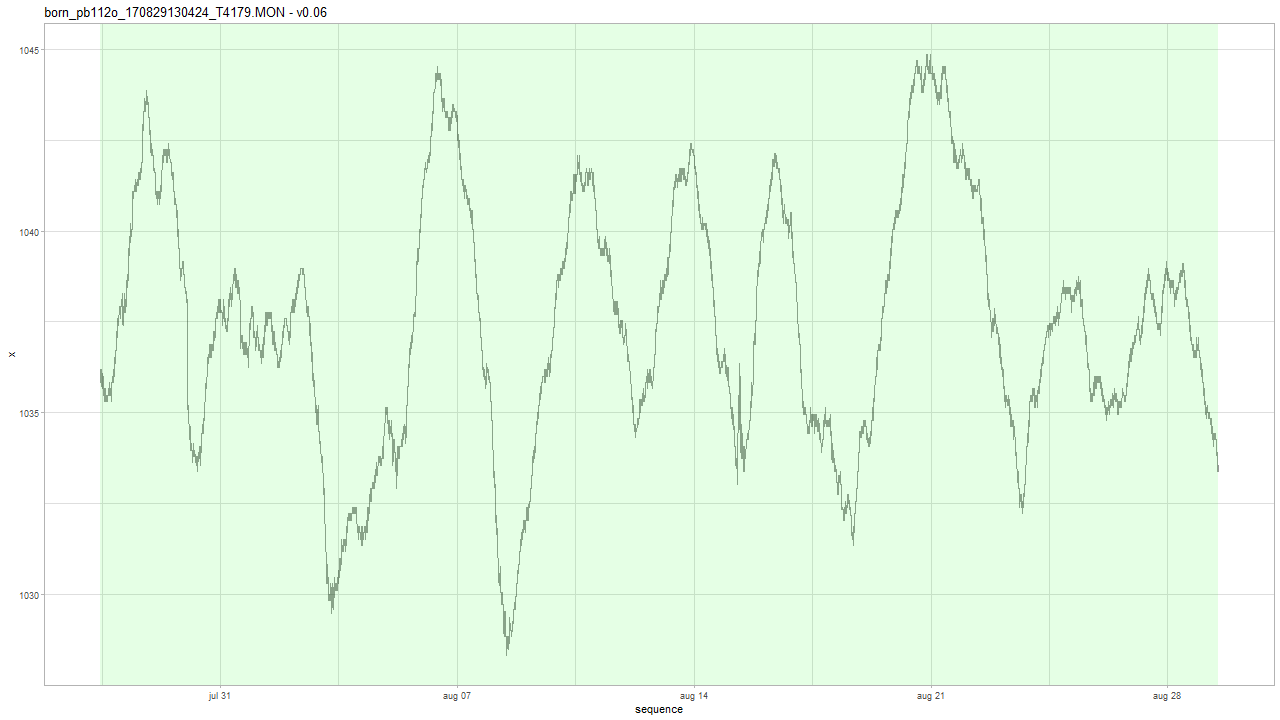 born_pb112o_170829130424_T4179.MON - v0.06
1045
1040
x
1035
1030
jul 31 aug 07 aug 14 aug 21 aug 28
sequence